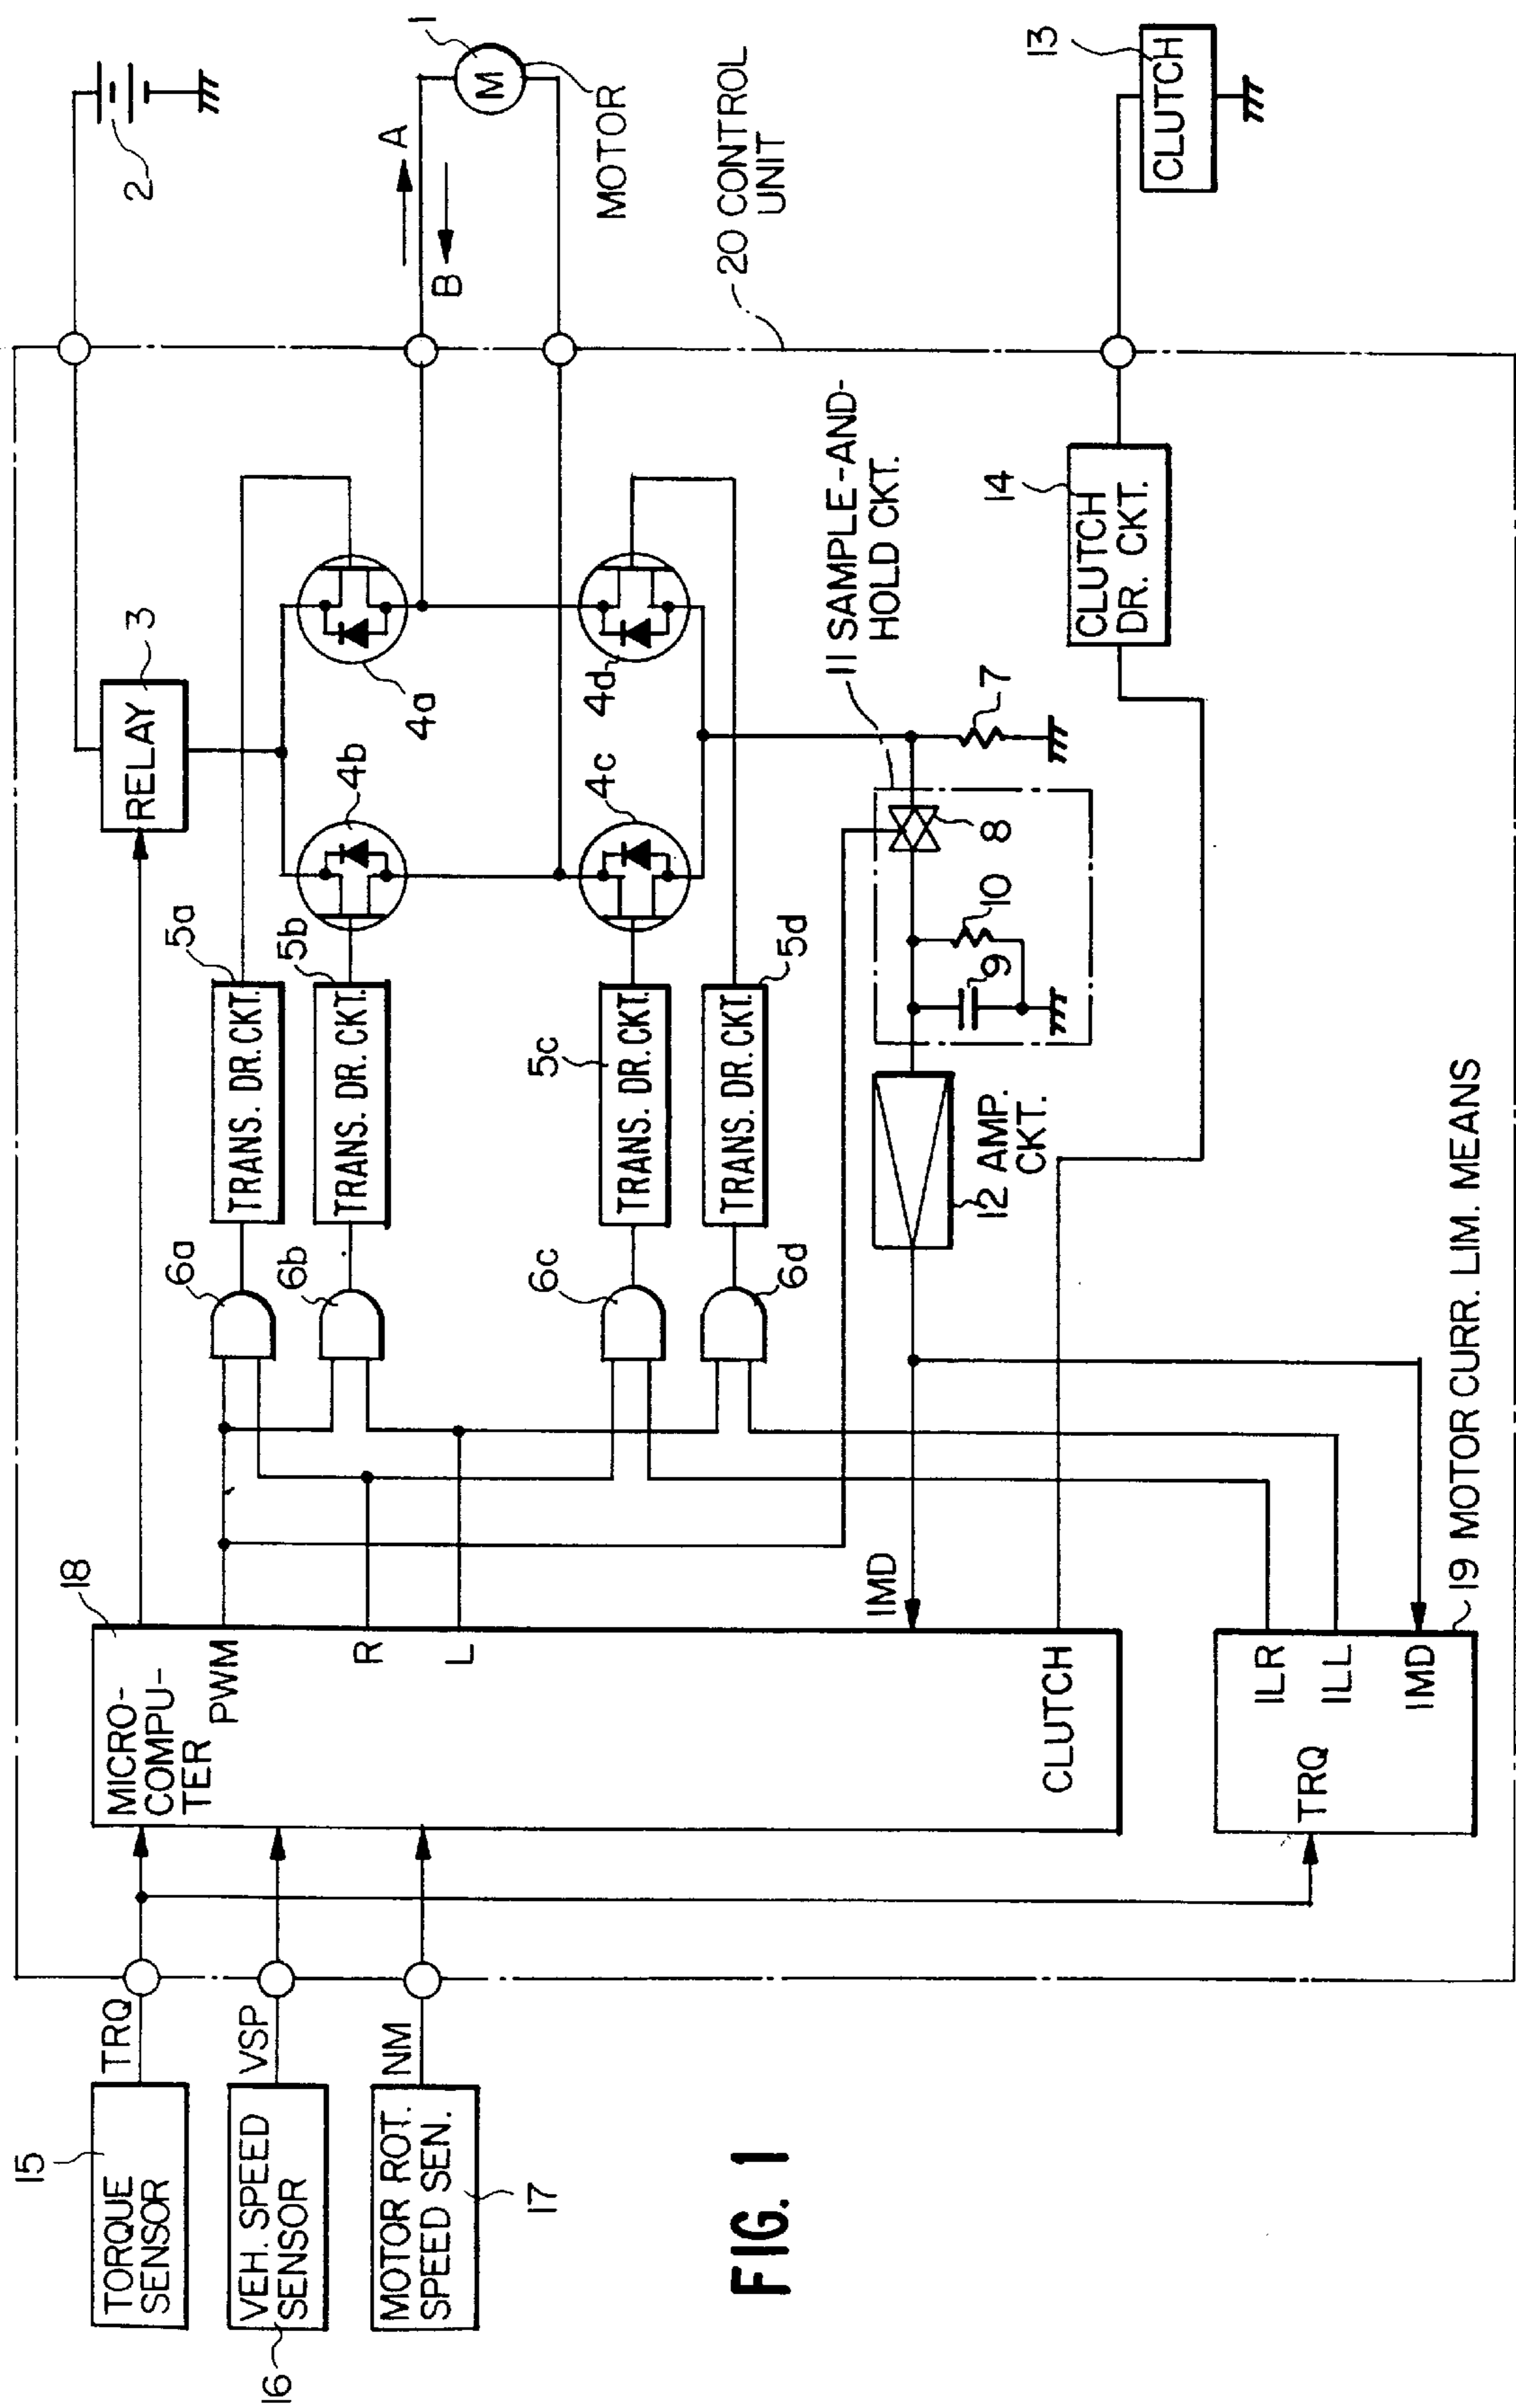 15
TORQUE
SENSOR
TRQ
16
VEH. SPEED
SENSOR
VSP
MOTOR ROT.
SPEED SEN.
NM
17
FIG. 1
18
MICRO-
COMPU-
TER
PWM
R
L
IMD
CLUTCH
TRQ
ILR
ILL
IMD
19 MOTOR CURR. LIM. MEANS
6a
6b
6c
6d
5a
TRANS. DR. CKT.
5b
TRANS. DR. CKT.
5c
TRANS. DR. CKT.
5d
TRANS. DR. CKT.
12 AMP.
CKT.
RELAY
3
4b
4a
4c
4d
11 SAMPLE-AND-
HOLD CKT.
8
10
9
7
14
CLUTCH
DR. CKT.
2
A
B
1
M
MOTOR
20 CONTROL
UNIT
13
CLUTCH